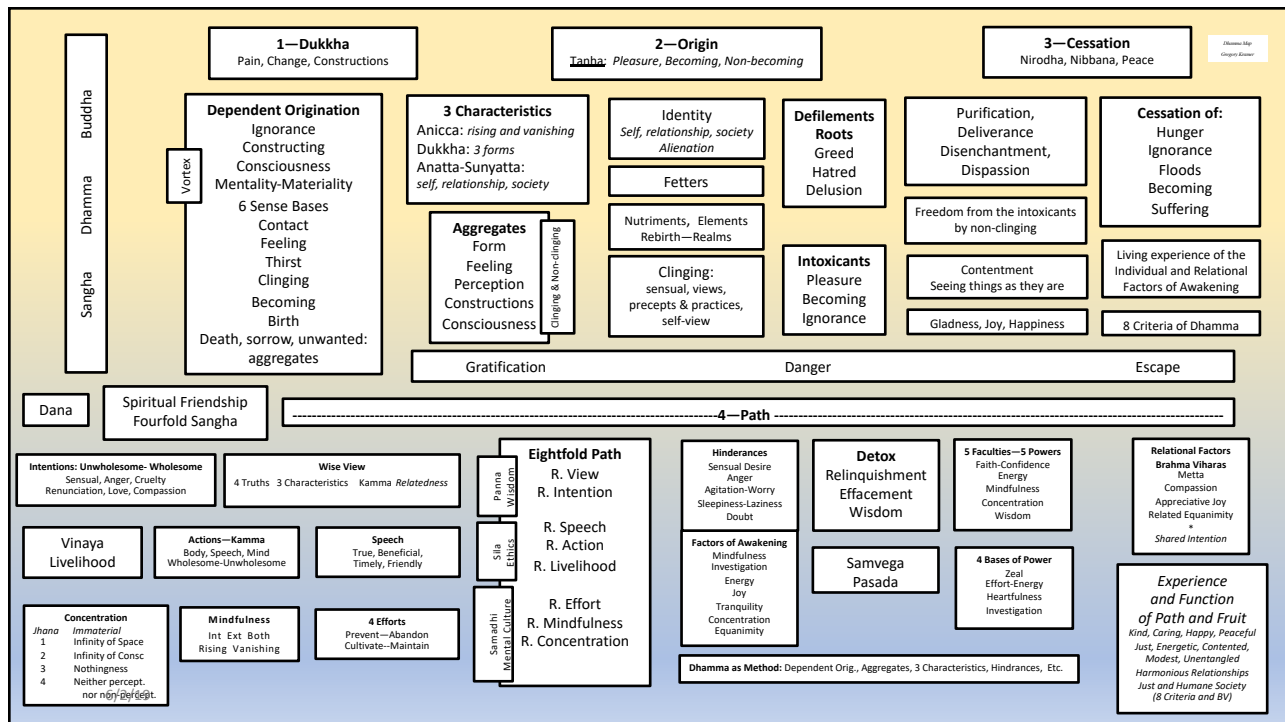 1—Dukkha
Pain, Change, Constructions
2—Origin
Tanha: Pleasure, Becoming, Non-becoming
3—Cessation
Nirodha, Nibbana, Peace
Dhamma Map
Gregory Kramer
Buddha
Dhamma
Sangha
Vortex
Dependent Origination
Ignorance
Constructing
Consciousness
Mentality-Materiality
6 Sense Bases
Contact
Feeling
Thirst
Clinging
Becoming
Birth
Death, sorrow, unwanted:
aggregates
3 Characteristics
Anicca: rising and vanishing
Dukkha: 3 forms
Anatta-Sunyatta:
self, relationship, society
Aggregates
Form
Feeling
Perception
Constructions
Consciousness
Clinging & Non-clinging
Identity
Self, relationship, society
Alienation
Fetters
Nutriments, Elements
Rebirth—Realms
Clinging:
sensual, views,
precepts & practices,
self-view
Defilements
Roots
Greed
Hatred
Delusion
Intoxicants
Pleasure
Becoming
Ignorance
Purification,
Deliverance
Disenchantment,
Dispassion
Freedom from the intoxicants
by non-clinging
Contentment
Seeing things as they are
Gladness, Joy, Happiness
Cessation of:
Hunger
Ignorance
Floods
Becoming
Suffering
Living experience of the
Individual and Relational
Factors of Awakening
8 Criteria of Dhamma
Gratification Danger Escape
Dana
Spiritual Friendship
Fourfold Sangha
4—Path
Intentions: Unwholesome- Wholesome
Sensual, Anger, Cruelty
Renunciation, Love, Compassion
Wise View
4 Truths 3 Characteristics Kamma Relatedness
Vinaya
Livelihood
Actions—Kamma
Body, Speech, Mind
Wholesome-Unwholesome
Speech
True, Beneficial,
Timely, Friendly
Concentration
Jhana Immaterial
1 Infinity of Space
2 Infinity of Consc
3 Nothingness
4 Neither percept.
nor non-percept.
6/2/19
Mindfulness
Int Ext Both
Rising Vanishing
4 Efforts
Prevent—Abandon
Cultivate--Maintain
Panna
Wisdom
Sila
Ethics
Samadhi
Mental Culture
Eightfold Path
R. View
R. Intention
R. Speech
R. Action
R. Livelihood
R. Effort
R. Mindfulness
R. Concentration
Hinderances
Sensual Desire
Anger
Agitation-Worry
Sleepiness-Laziness
Doubt
Factors of Awakening
Mindfulness
Investigation
Energy
Joy
Tranquility
Concentration
Equanimity
Detox
Relinquishment
Effacement
Wisdom
Samvega
Pasada
5 Faculties—5 Powers
Faith-Confidence
Energy
Mindfulness
Concentration
Wisdom
4 Bases of Power
Zeal
Effort-Energy
Heartfulness
Investigation
Dhamma as Method: Dependent Orig., Aggregates, 3 Characteristics, Hindrances, Etc.
Relational Factors
Brahma Viharas
Metta
Compassion
Appreciative Joy
Related Equanimity
*
Shared Intention
Experience
and Function
of Path and Fruit
Kind, Caring, Happy, Peaceful
Just, Energetic, Contented,
Modest, Unentangled
Harmonious Relationships
Just and Humane Society
(8 Criteria and BV)